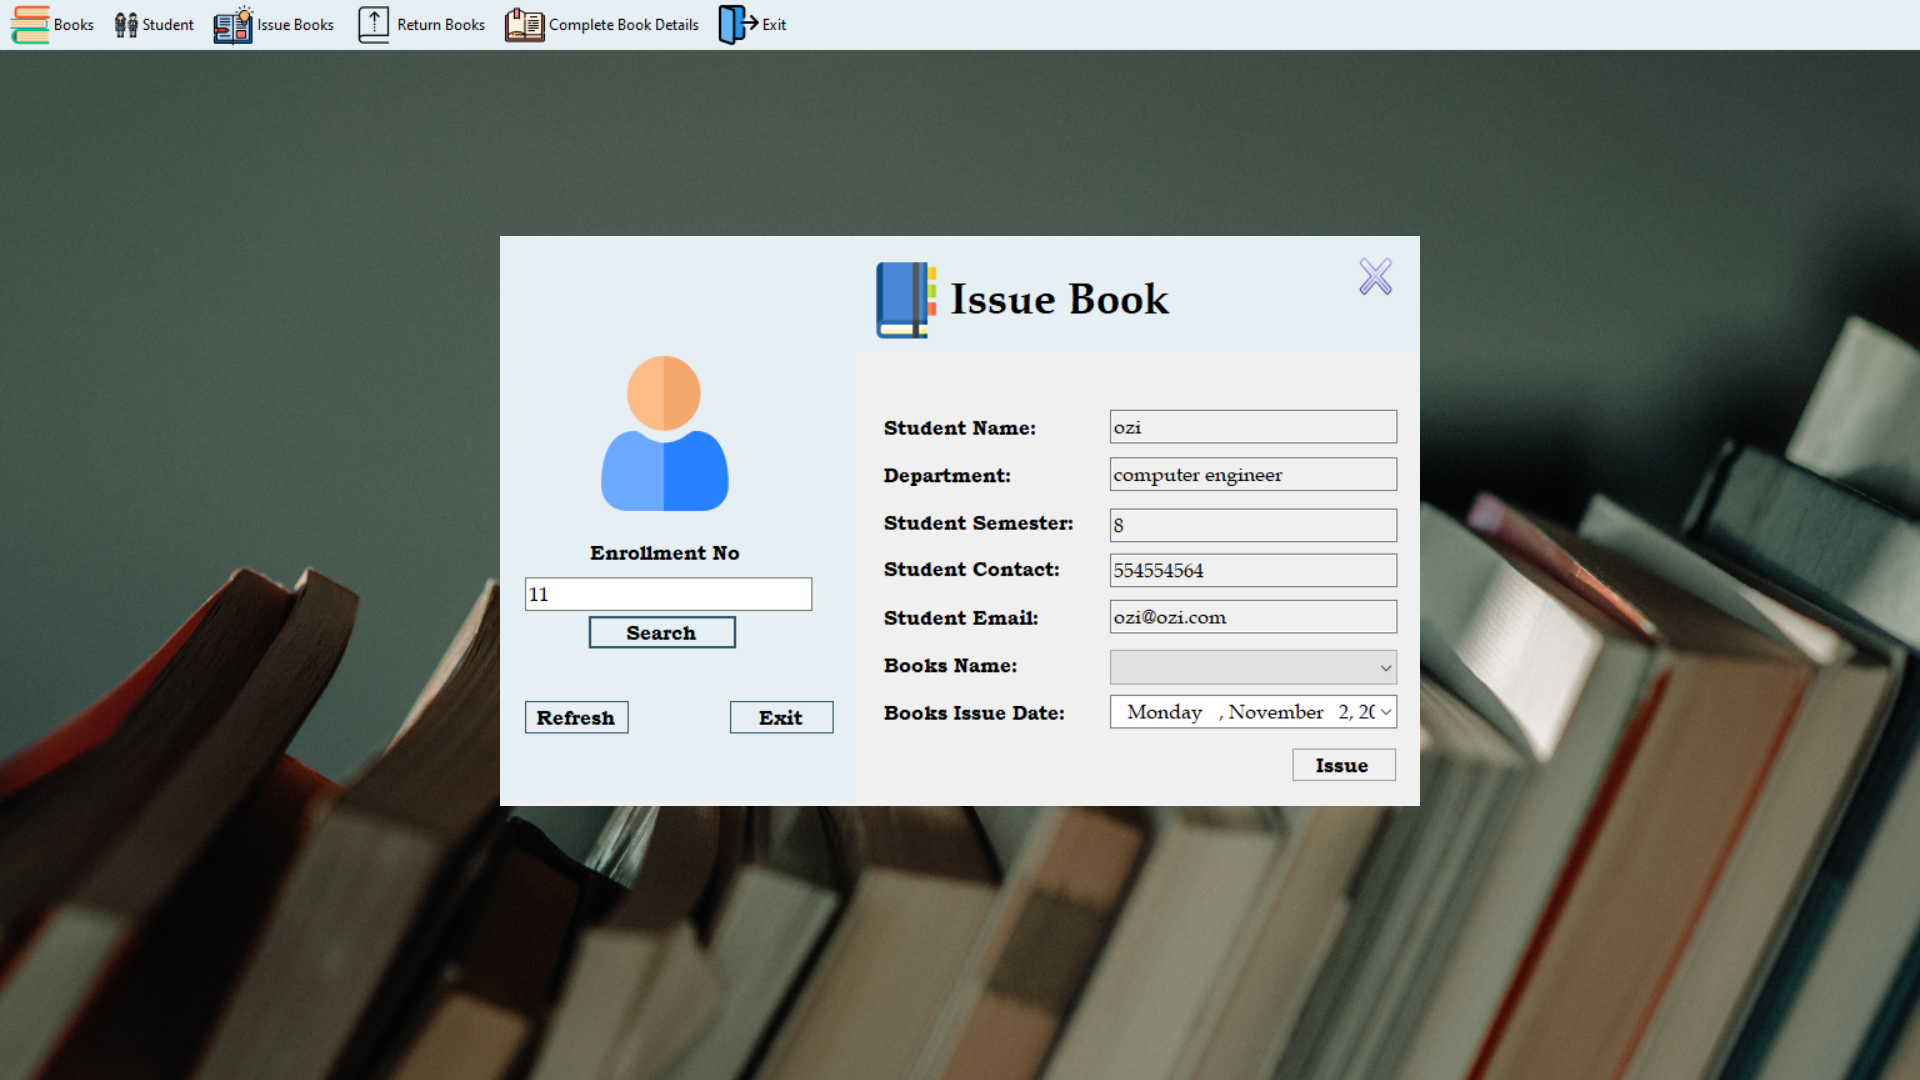 Books Student Issue Books Return Books Complete Book Details Exit
Issue Book
Student Name: ozi
Department: computer engineer
Student Semester: 8
Student Contact: 554554564
Student Email: ozi@ozi.com
Books Name:
Books Issue Date: Monday , November 2, 20
Issue
Enrollment No
11
Search
Refresh Exit